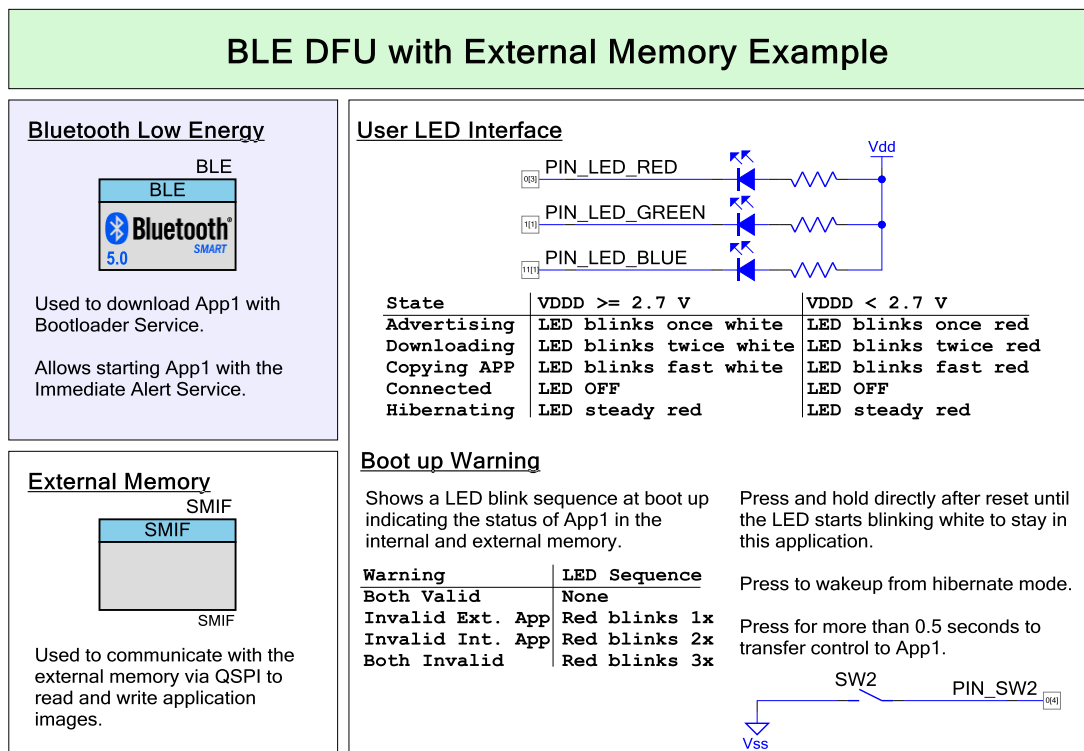 BLE DFU with External Memory Example
Bluetooth Low Energy
BLE
BLE
Bluetooth®
SMART
5.0
Used to download App1 with
Bootloader Service.
Allows starting App1 with the
Immediate Alert Service.
External Memory
SMIF
SMIF
SMIF
Used to communicate with the
external memory via QSPI to
read and write application
images.
User LED Interface
Vdd
0[3] PIN_LED_RED
1[1] PIN_LED_GREEN
11[1] PIN_LED_BLUE
State VDDD >= 2.7 V VDDD < 2.7 V
Advertising LED blinks once white LED blinks once red
Downloading LED blinks twice white LED blinks twice red
Copying APP LED blinks fast white LED blinks fast red
Connected LED OFF LED OFF
Hibernating LED steady red LED steady red
Boot up Warning
Shows a LED blink sequence at boot up
indicating the status of App1 in the
internal and external memory.
Warning LED Sequence
Both Valid None
Invalid Ext. App Red blinks 1x
Invalid Int. App Red blinks 2x
Both Invalid Red blinks 3x
Press and hold directly after reset until
the LED starts blinking white to stay in
this application.
Press to wakeup from hibernate mode.
Press for more than 0.5 seconds to
transfer control to App1.
SW2 PIN_SW2 0[4]
Vss